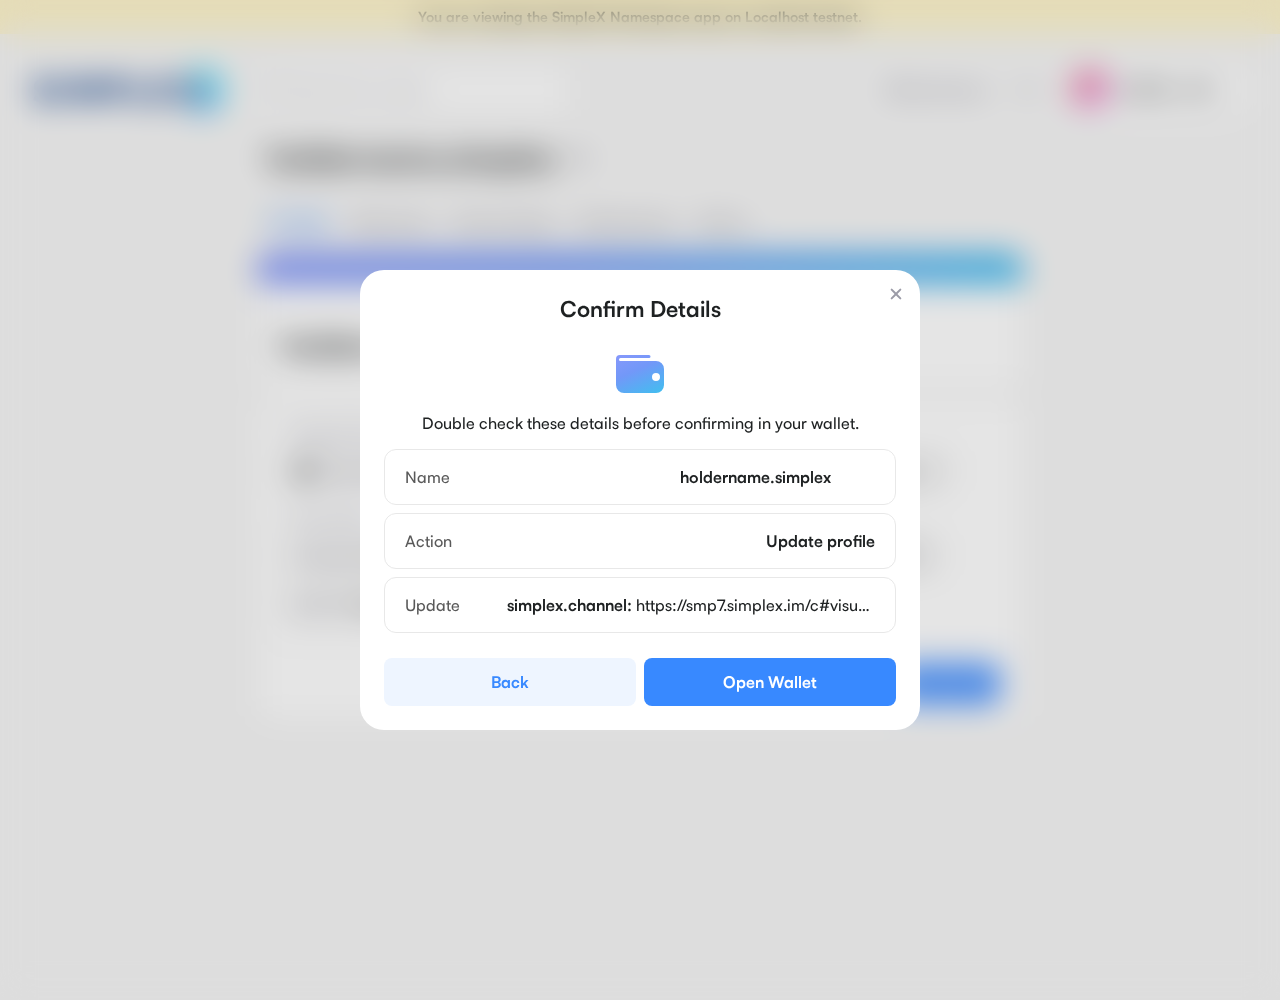 You are viewing the SimpleX Namespace app on Localhost testnet.
Confirm Details
Double check these details before confirming in your wallet.
Name holdername.simplex
Action Update profile
Update simplex.channel: https://smp7.simplex.im/c#visu...
Back Open Wallet